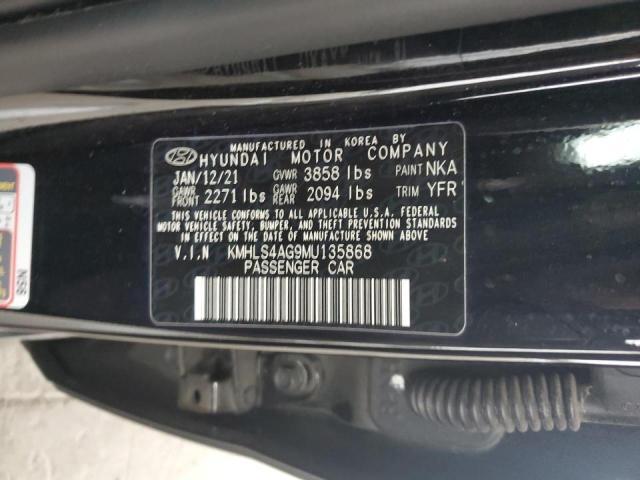 MANUFACTURED IN KOREA BY
HYUNDAI MOTOR COMPANY
JAN/12/21 GVWR 3858 lbs PAINT NKA
GAWR FRONT 2271 lbs GAWR REAR 2094 lbs TRIM YFR
THIS VEHICLE CONFORMS TO ALL APPLICABLE U.S.A. FEDERAL
MOTOR VEHICLE SAFETY, BUMPER, AND THEFT PREVENTION STANDARDS
IN EFFECT ON THE DATE OF MANUFACTURE SHOWN ABOVE.
V.I.N KMHLS4AG9MU135868
PASSENGER CAR